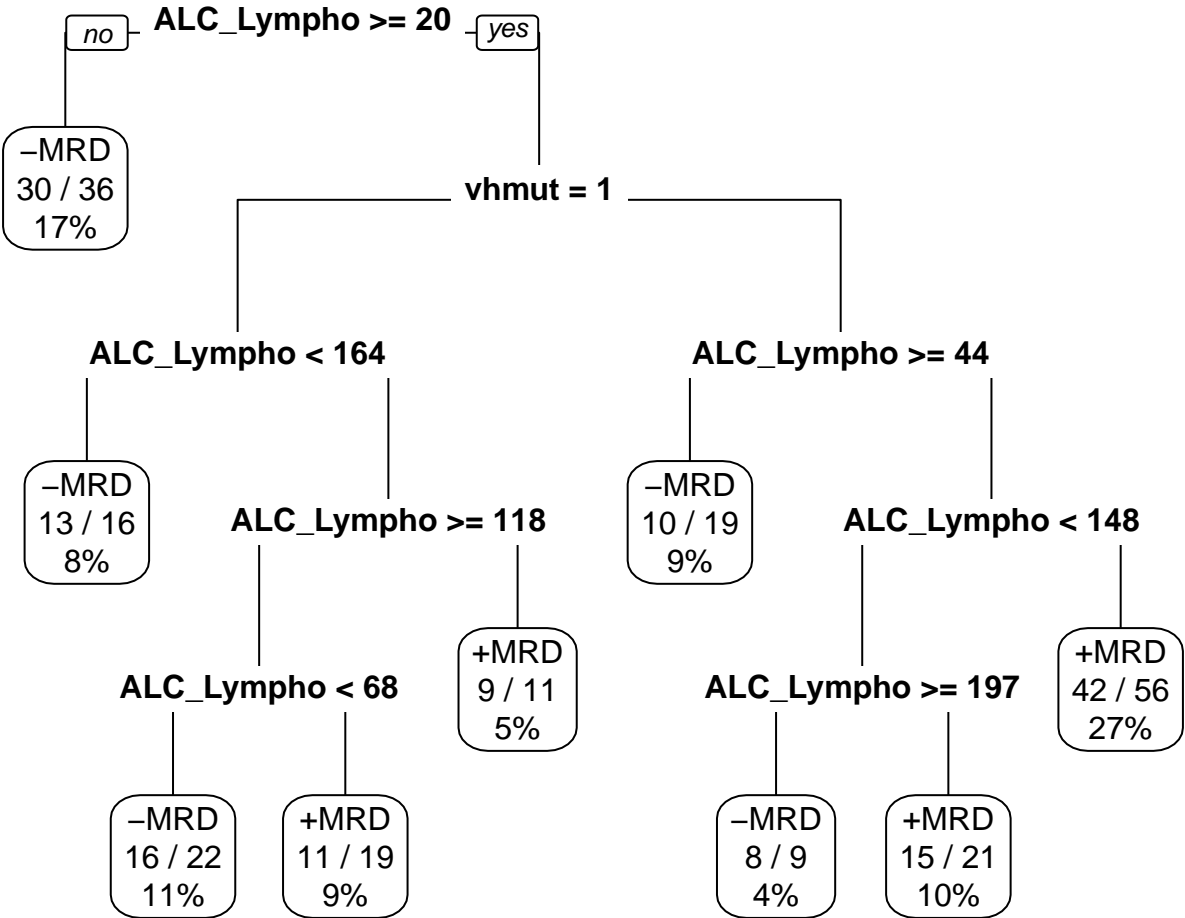 ALC_Lympho >= 20
no
yes
–MRD
30 / 36
17%
vhmut = 1
ALC_Lympho < 164
ALC_Lympho >= 44
–MRD
13 / 16
8%
ALC_Lympho >= 118
–MRD
10 / 19
9%
ALC_Lympho < 148
ALC_Lympho < 68
+MRD
9 / 11
5%
ALC_Lympho >= 197
+MRD
42 / 56
27%
–MRD
16 / 22
11%
+MRD
11 / 19
9%
–MRD
8 / 9
4%
+MRD
15 / 21
10%